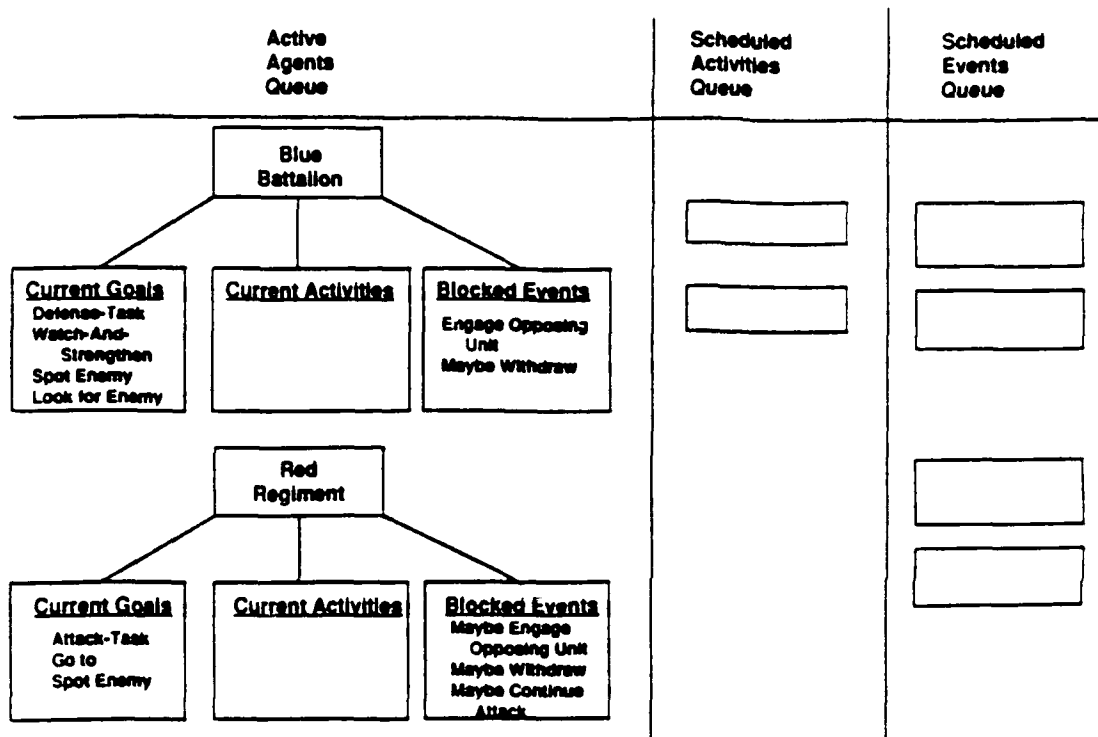 Active
Agents
Queue
Scheduled
Activities
Queue
Scheduled
Events
Queue
Blue
Battalion
Current Goals
Defense-Task
Watch-And-
Strengthen
Spot Enemy
Look for Enemy
Current Activities
Blocked Events
Engage Opposing
Unit
Maybe Withdraw
Red
Regiment
Current Goals
Attack-Task
Go to
Spot Enemy
Current Activities
Blocked Events
Maybe Engage
Opposing Unit
Maybe Withdraw
Maybe Continue
Attack